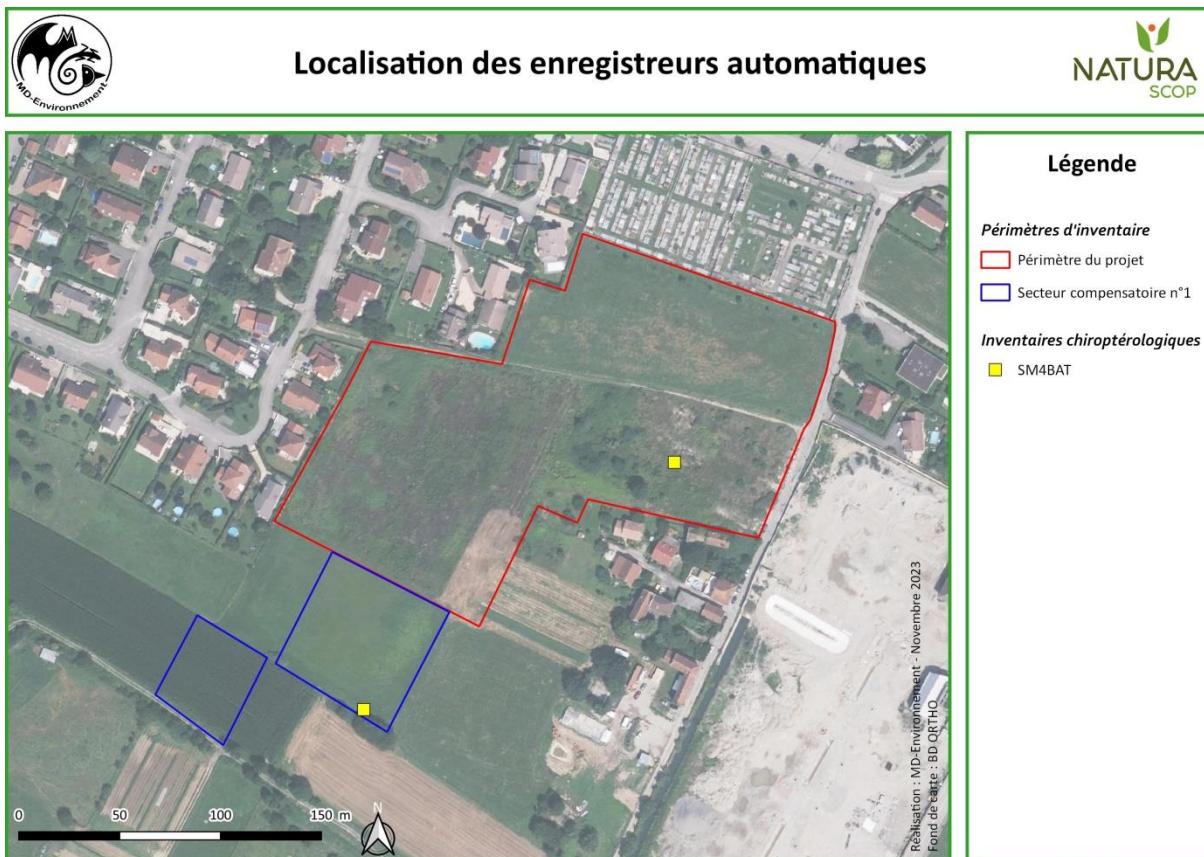 MD-Environnement
Localisation des enregistreurs automatiques
NATURA
SCOP
Légende
Périmètres d'inventaire
Périmètre du projet
Secteur compensatoire n°1
Inventaires chiroptérologiques
SM4BAT
0 50 100 150 m
N
Réalisation : MD-Environnement - Novembre 2023
Fond de carte : BD ORTHO